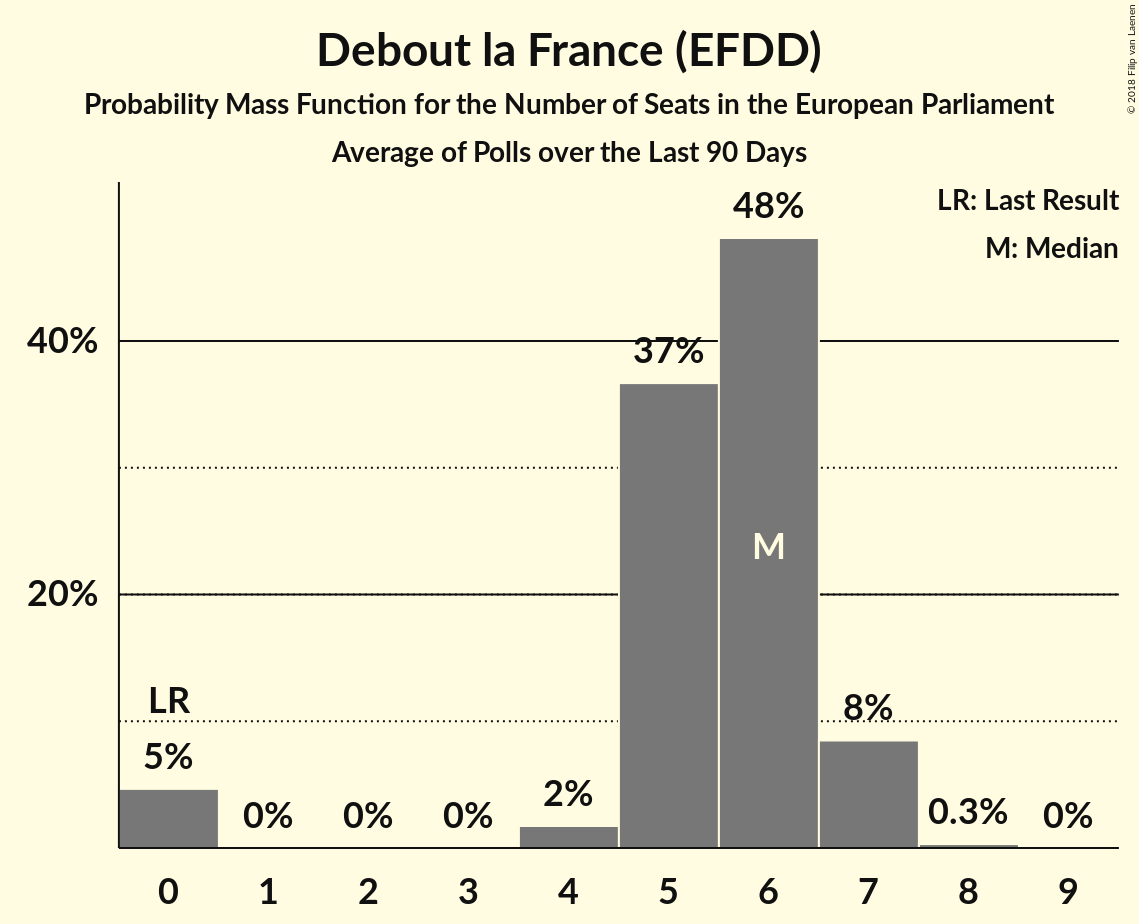 Debout la France (EFDD)
Probability Mass Function for the Number of Seats in the European Parliament
Average of Polls over the Last 90 Days
© 2018 Filip van Laenen
LR: Last Result
M: Median
48%
40%
37%
M
20%
LR
8%
5%
2%
0% 0% 0% 0.3% 0%
0 1 2 3 4 5 6 7 8 9